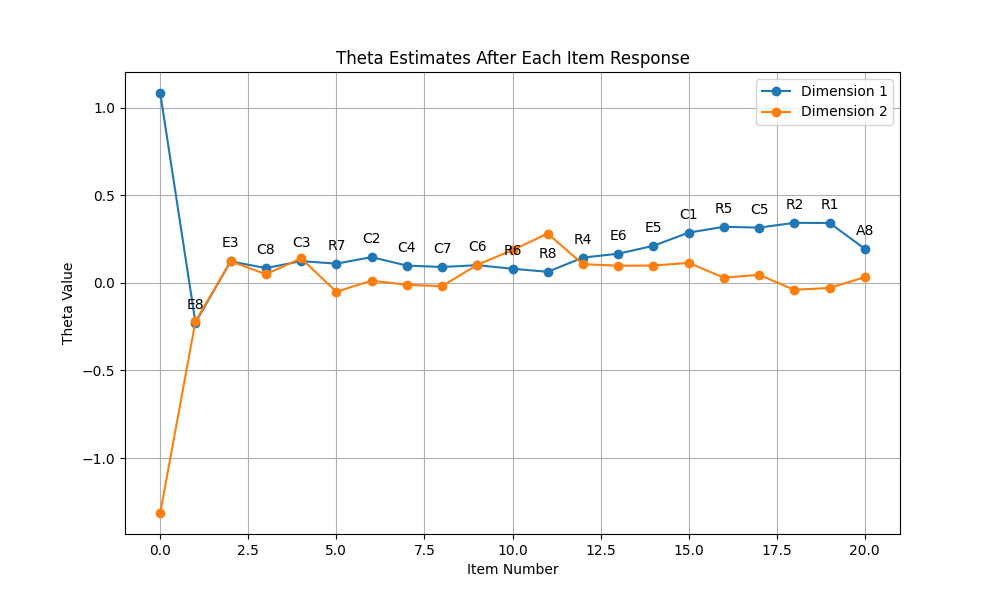 Theta Estimates After Each Item Response
Dimension 1
Dimension 2
1.0
0.5
0.0
−0.5
−1.0
Theta Value
E8
E3
C8
C3
R7
C2
C4
C7
C6
R6
R8
R4
E6
E5
C1
R5
C5
R2
R1
A8
0.0 2.5 5.0 7.5 10.0 12.5 15.0 17.5 20.0
Item Number